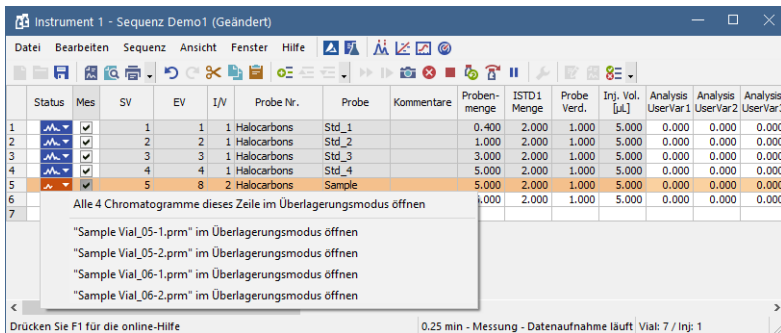 Instrument 1 - Sequenz Demo1 (Geändert)
Datei Bearbeiten Sequenz Ansicht Fenster Hilfe
Status Mes SV EV I/V Probe Nr. Probe Kommentare Proben-menge ISTD1 Menge Probe Verd. Inj. Vol. [µL] Analysis UserVar1 Analysis UserVar2 Analysis UserVar
1 1 1 1 Halocarbons Std_1 0.400 2.000 1.000 5.000 0.000 0.000 0.000
2 2 2 1 Halocarbons Std_2 1.000 2.000 1.000 5.000 0.000 0.000 0.000
3 3 3 1 Halocarbons Std_3 3.000 2.000 1.000 5.000 0.000 0.000 0.000
4 4 4 1 Halocarbons Std_4 5.000 2.000 1.000 5.000 0.000 0.000 0.000
5 5 8 2 Halocarbons Sample 5.000 2.000 1.000 5.000 0.000 0.000 0.000
6 .000 2.000 1.000 5.000 0.000 0.000 0.000
7
Alle 4 Chromatogramme dieses Zeile im Überlagerungsmodus öffnen
"Sample Vial_05-1.prm" im Überlagerungsmodus öffnen
"Sample Vial_05-2.prm" im Überlagerungsmodus öffnen
"Sample Vial_06-1.prm" im Überlagerungsmodus öffnen
"Sample Vial_06-2.prm" im Überlagerungsmodus öffnen
Drücken Sie F1 für die online-Hilfe 0.25 min - Messung - Datenaufnahme läuft Vial: 7 / Inj: 1